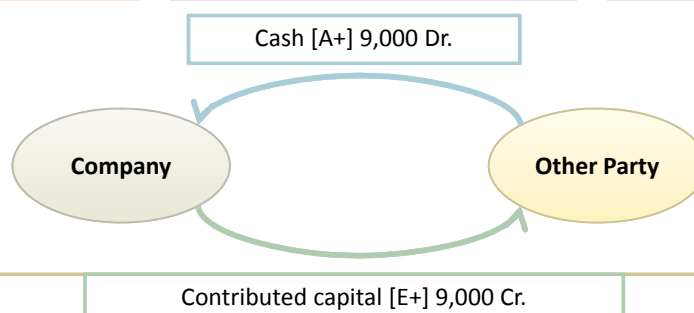 Cash [A+] 9,000 Dr.
Company
Other Party
Contributed capital [E+] 9,000 Cr.